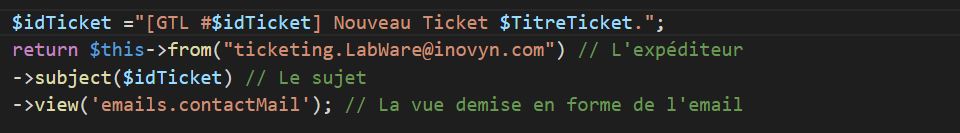 $idTicket ="[GTL #$idTicket] Nouveau Ticket $TitreTicket.";
return $this->from("ticketing.LabWare@inovyn.com") // L'expéditeur
->subject($idTicket) // Le sujet
->view('emails.contactMail'); // La vue demise en forme de l'email